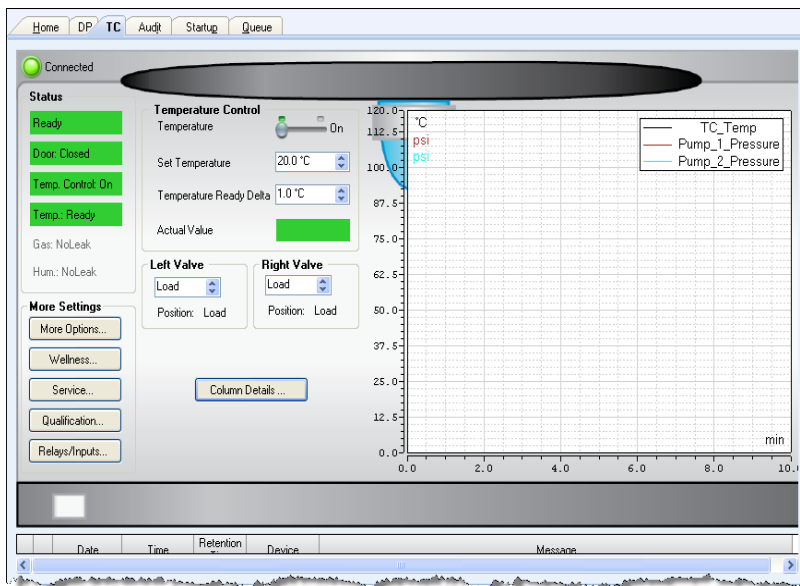 Home DP TC Audit Startup Queue
Connected
Status
Ready
Door: Closed
Temp. Control: On
Temp.: Ready
Gas: NoLeak
Hum.: NoLeak
More Settings
More Options...
Wellness...
Service...
Qualification...
Relays/Inputs...
Temperature Control
Temperature On
Set Temperature 20.0 °C
Temperature Ready Delta 1.0 °C
Actual Value
Left Valve
Load
Position: Load
Right Valve
Load
Position: Load
Column Details ...
120.0
112.5
100.0
87.5
75.0
62.5
50.0
37.5
25.0
12.5
0.0
°C
psi
psi
TC_Temp
Pump_1_Pressure
Pump_2_Pressure
min
0.0 2.0 4.0 6.0 8.0 10.
Date Time Retention Device Message